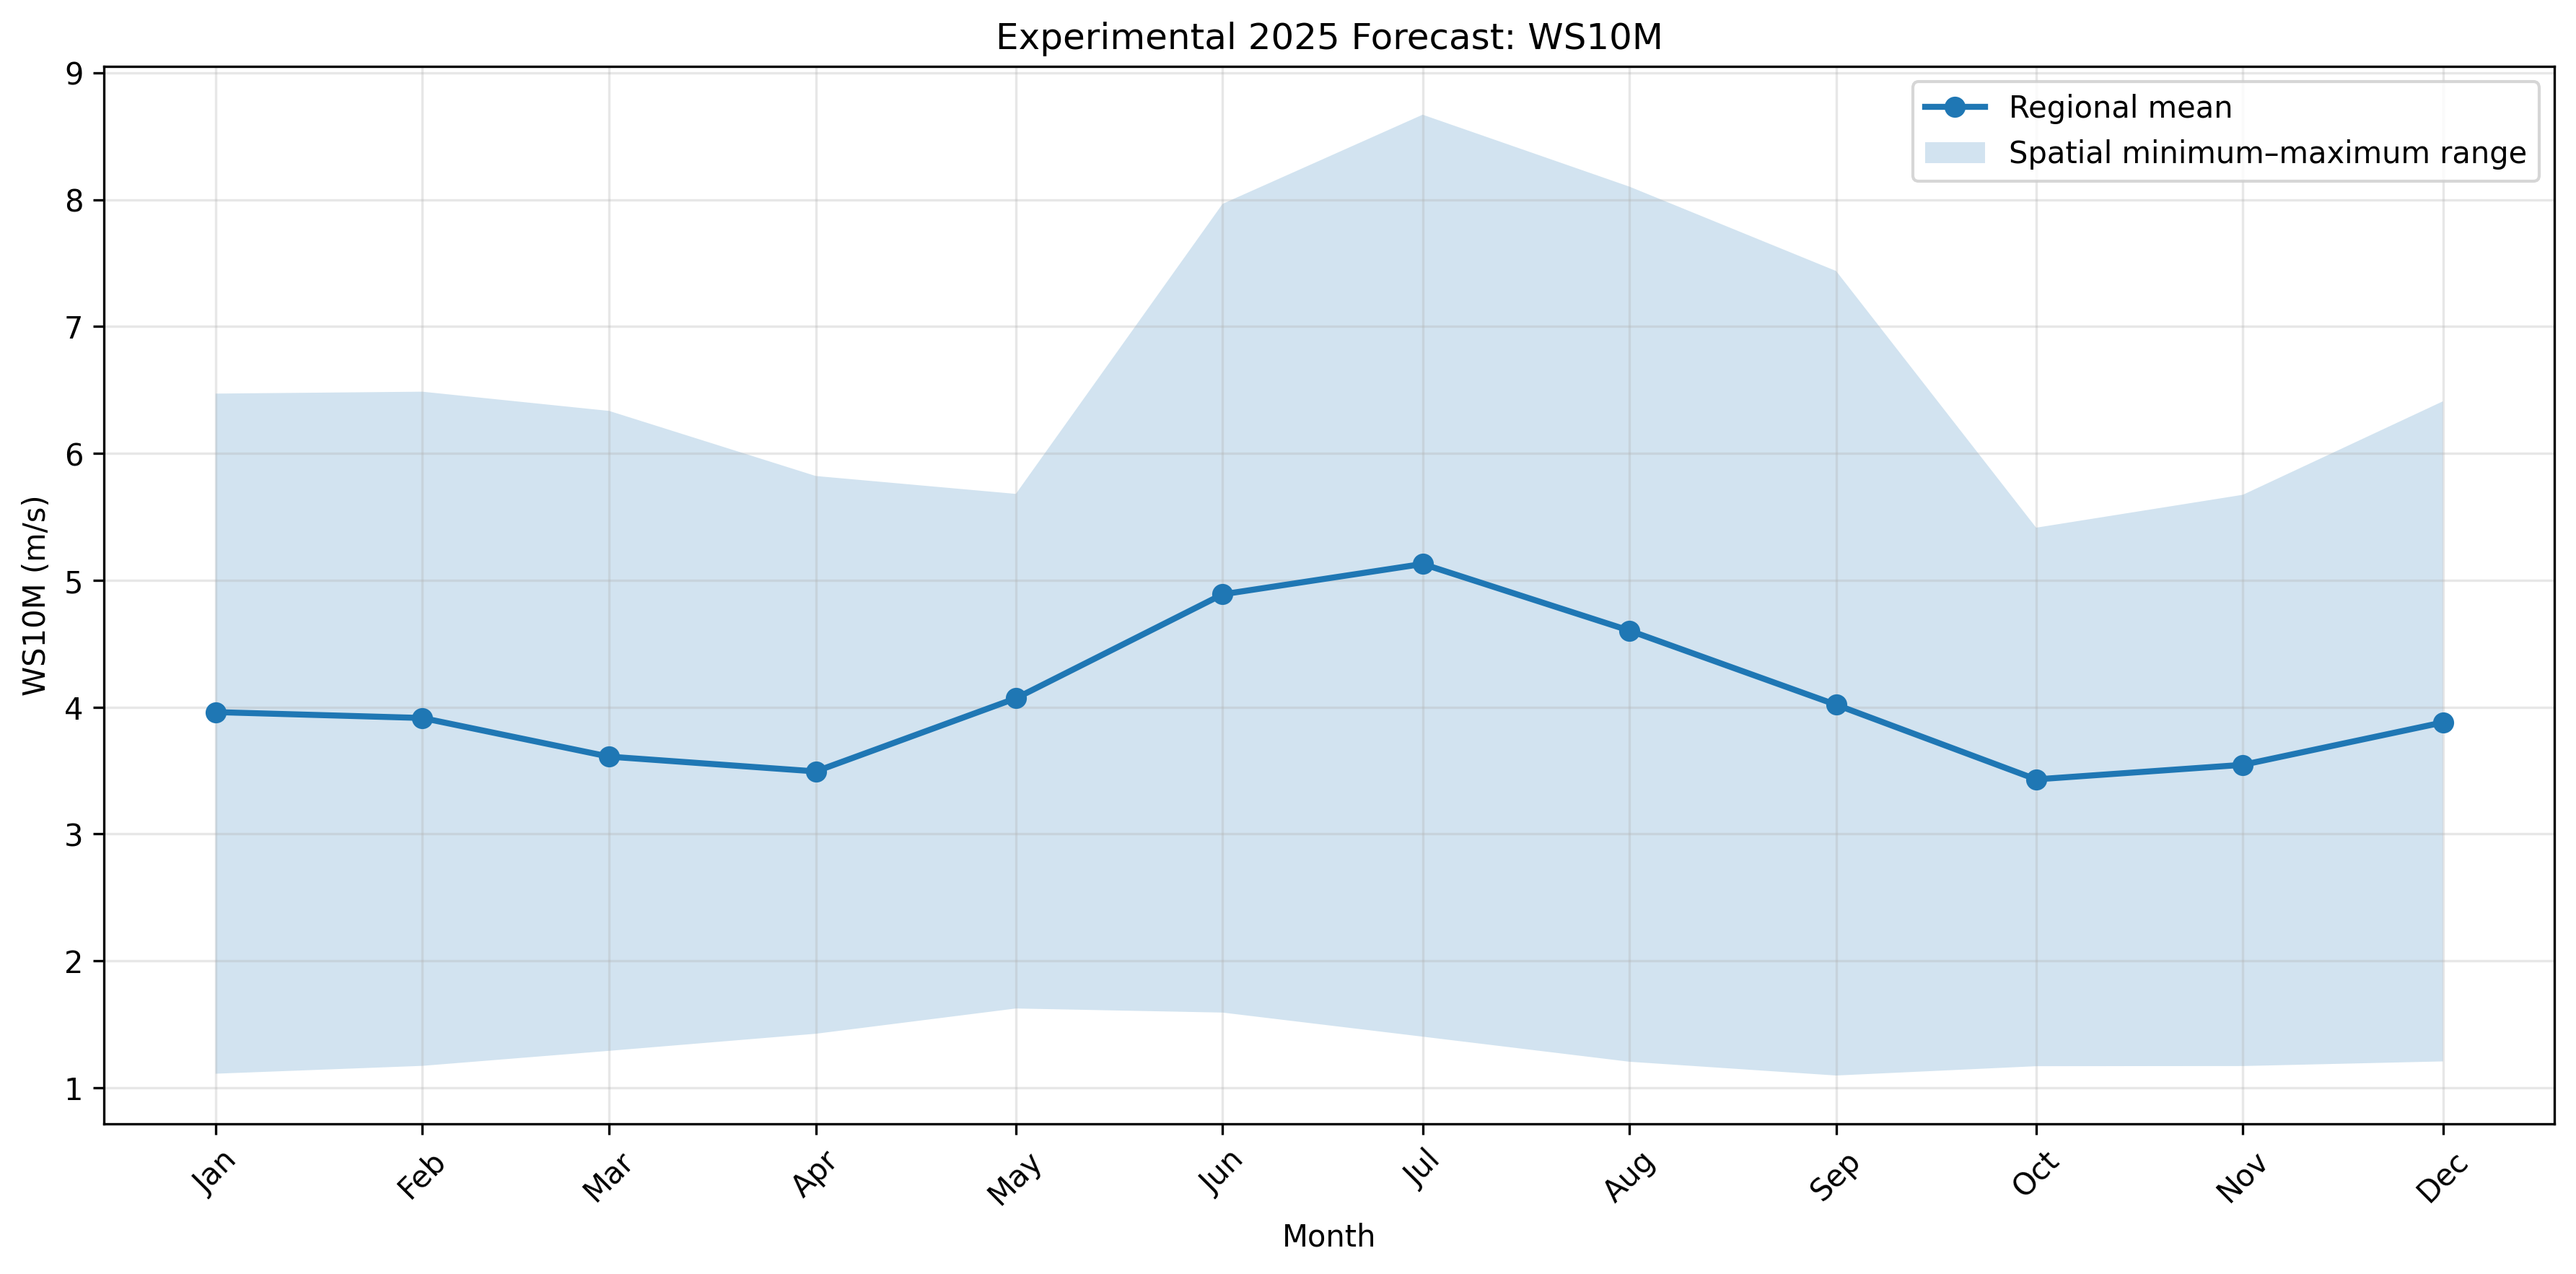 Experimental 2025 Forecast: WS10M
Regional mean
Spatial minimum–maximum range
WS10M (m/s)
9
8
7
6
5
4
3
2
1
Jan
Feb
Mar
Apr
May
Jun
Jul
Aug
Sep
Oct
Nov
Dec
Month